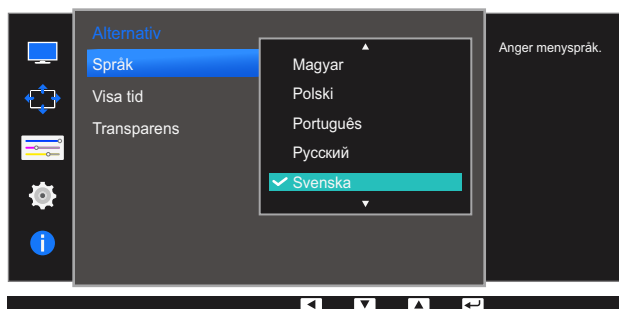 Alternativ
Språk
Visa tid
Transparens
Magyar
Polski
Português
Русский
Svenska
Anger menyspråk.